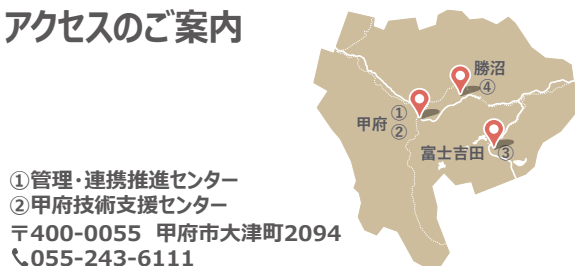 アクセスのご案内
勝沼
④
甲府
①
②
富士吉田
③
①管理・連携推進センター
②甲府技術支援センター
〒400-0055 甲府市大津町2094
055-243-6111